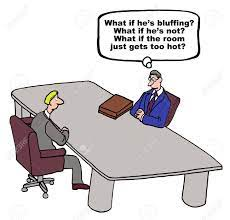 What if he's bluffing?
What if he's not?
What if the room
just gets too hot?